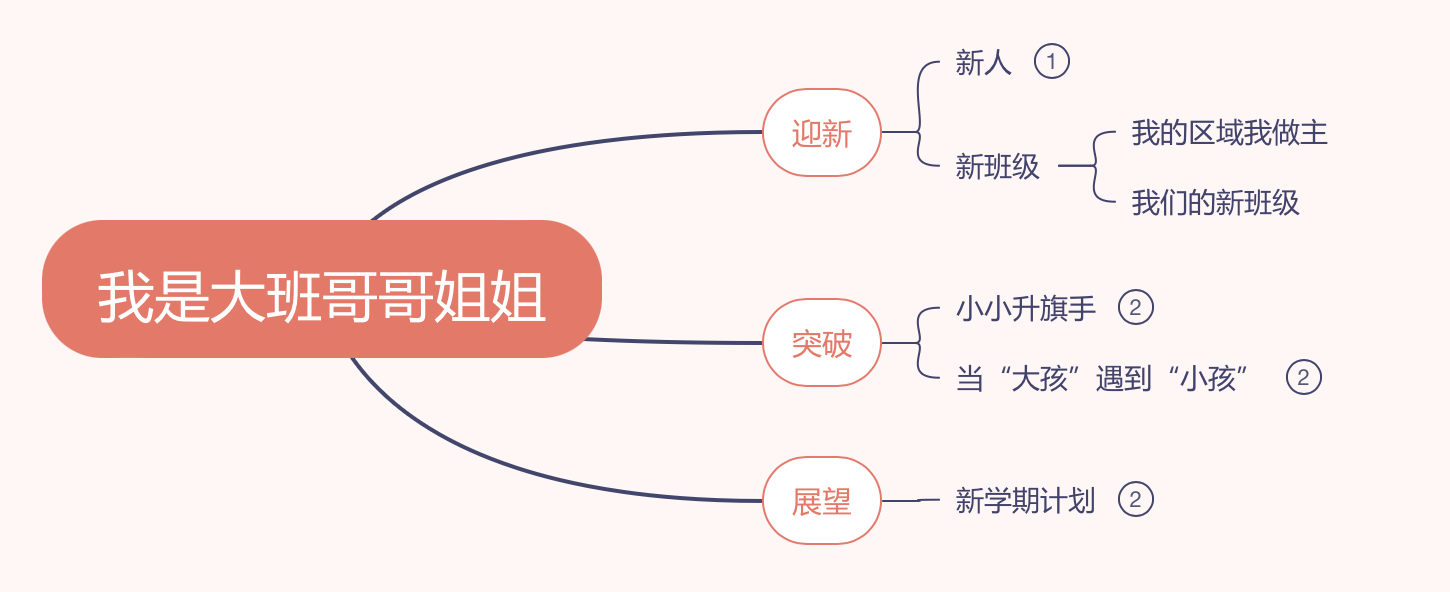 我是大班哥哥姐姐
迎新
新人 ①
新班级
我的区域我做主
我们的新班级
突破
小小升旗手 ②
当“大孩”遇到“小孩” ②
展望
新学期计划 ②